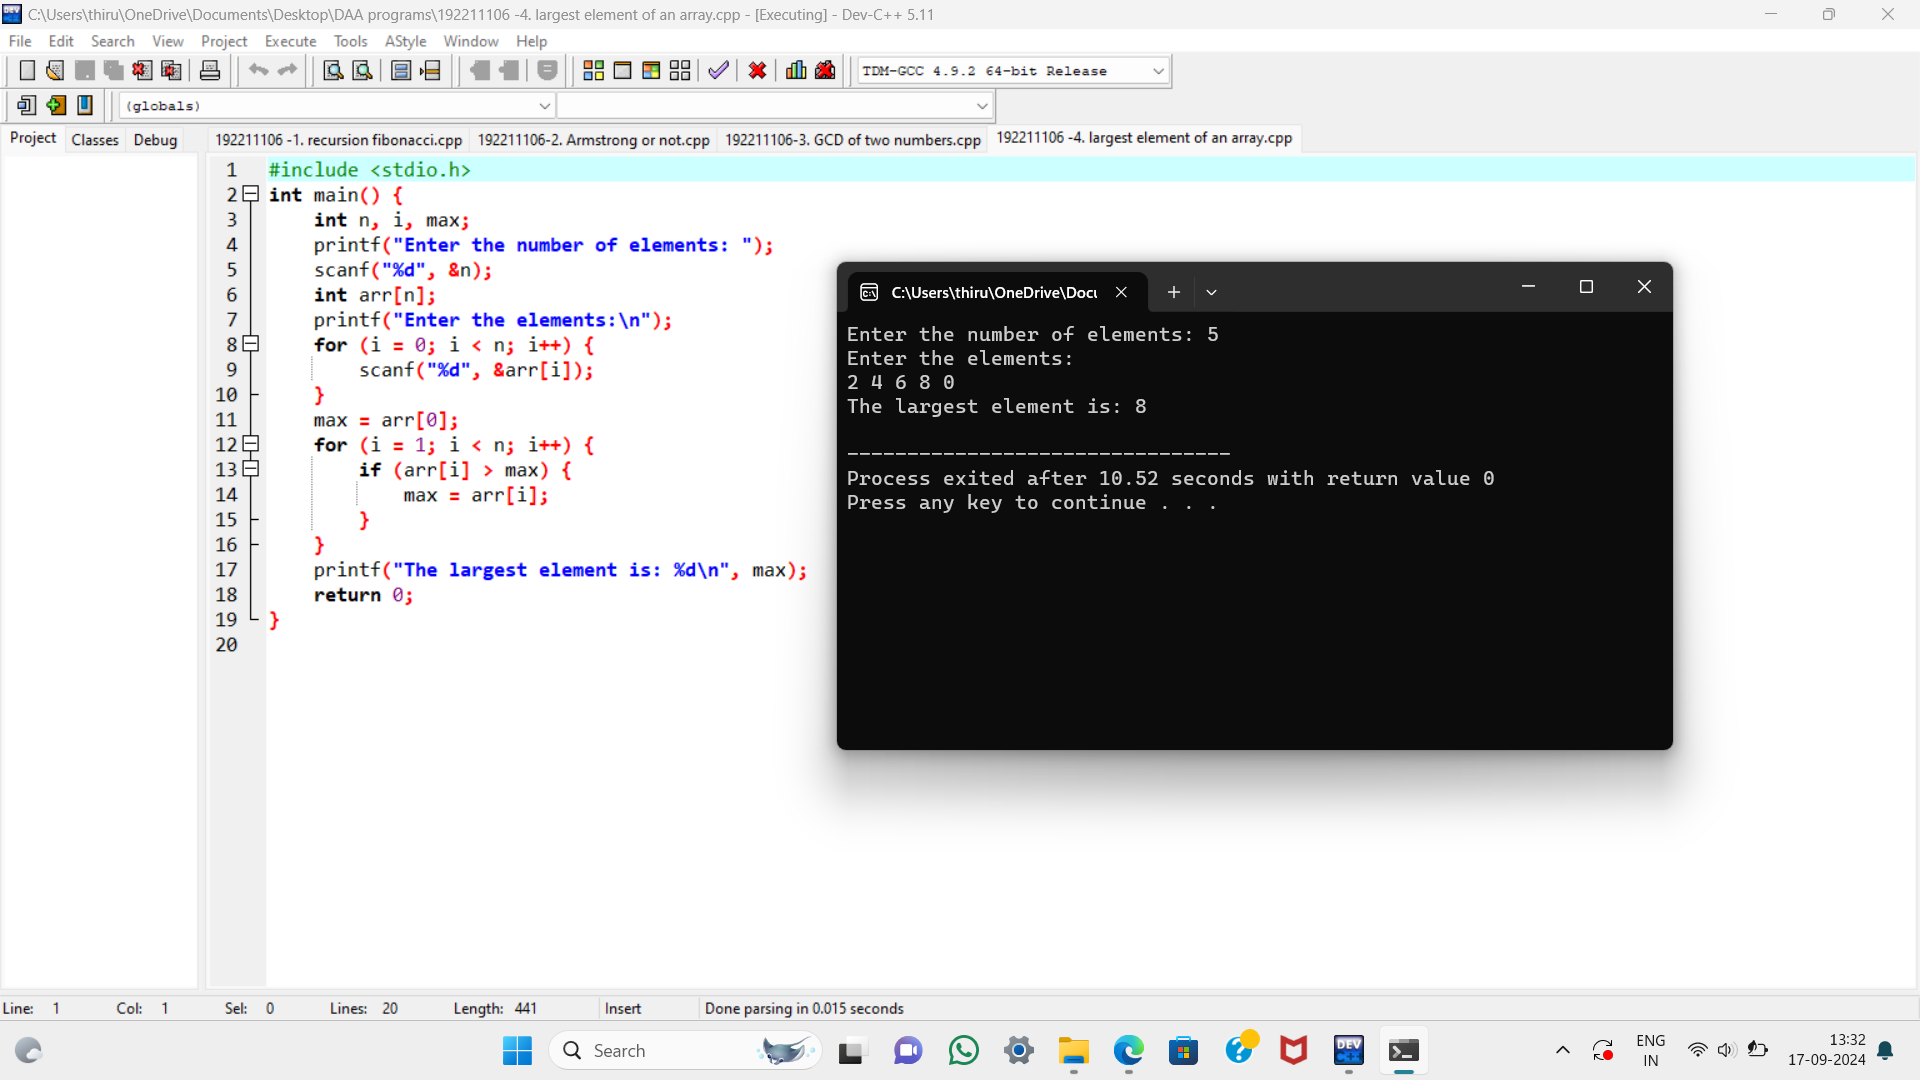 C:\Users\thiru\OneDrive\Documents\Desktop\DAA programs\192211106 -4. largest element of an array.cpp - [Executing] - Dev-C++ 5.11
File Edit Search View Project Execute Tools AStyle Window Help
TDM-GCC 4.9.2 64-bit Release
(globals)
Project Classes Debug
192211106 -1. recursion fibonacci.cpp 192211106-2. Armstrong or not.cpp 192211106-3. GCD of two numbers.cpp 192211106 -4. largest element of an array.cpp
1 #include <stdio.h>
2 int main() {
3 int n, i, max;
4 printf("Enter the number of elements: ");
5 scanf("%d", &n);
6 int arr[n];
7 printf("Enter the elements:\n");
8 for (i = 0; i < n; i++) {
9 scanf("%d", &arr[i]);
10 }
11 max = arr[0];
12 for (i = 1; i < n; i++) {
13 if (arr[i] > max) {
14 max = arr[i];
15 }
16 }
17 printf("The largest element is: %d\n", max);
18 return 0;
19 }
20
C:\Users\thiru\OneDrive\Docu
Enter the number of elements: 5
Enter the elements:
2 4 6 8 0
The largest element is: 8
--------------------------------
Process exited after 10.52 seconds with return value 0
Press any key to continue . . .
Line: 1 Col: 1 Sel: 0 Lines: 20 Length: 441 Insert Done parsing in 0.015 seconds
Search
DEV C++
ENG
IN
13:32
17-09-2024